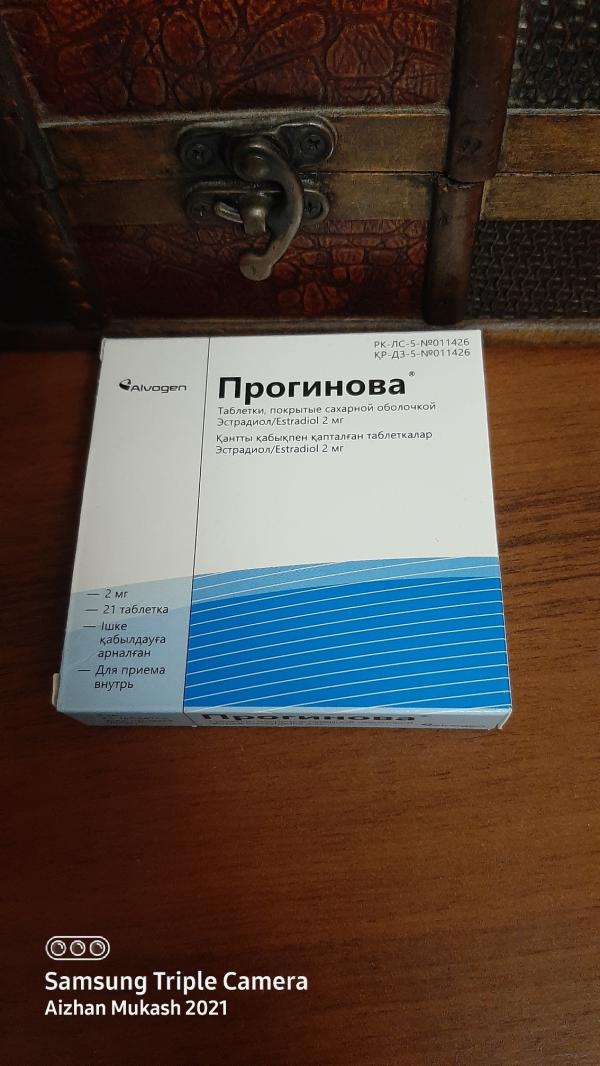 РК-ЛС-5-№011426
ҚР-ДЗ-5-№011426
Alvogen
Прогинова®
Таблетки, покрытые сахарной оболочкой
Эстрадиол/Estradiol 2 мг
Қантты қабықпен қапталған таблеткалар
Эстрадиол/Estradiol 2 мг
— 2 мг
— 21 таблетка
— Ішке
қабылдауға
арналған
— Для приема
внутрь
Прогинова
Samsung Triple Camera
Aizhan Mukash 2021